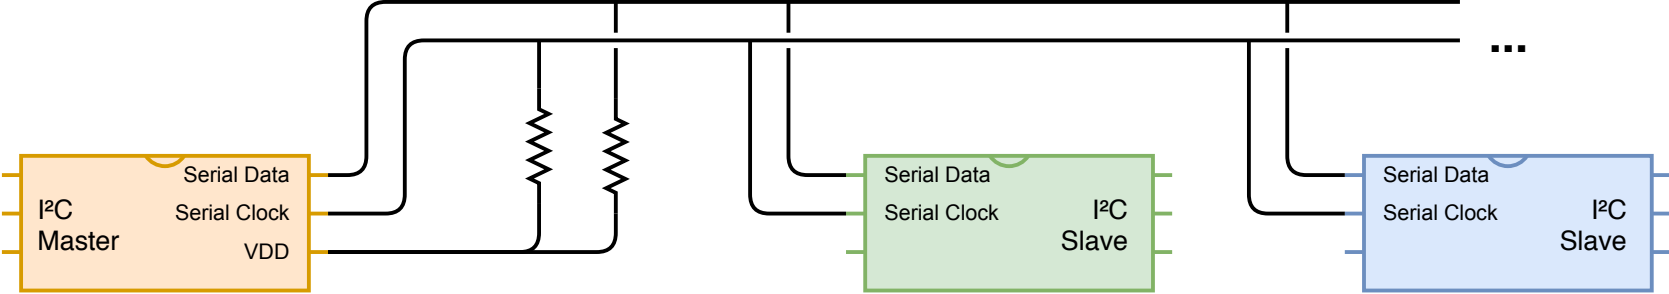 ...
Serial Data
Serial Clock
VDD
I²C
Master
Serial Data
Serial Clock
I²C
Slave
Serial Data
Serial Clock
I²C
Slave